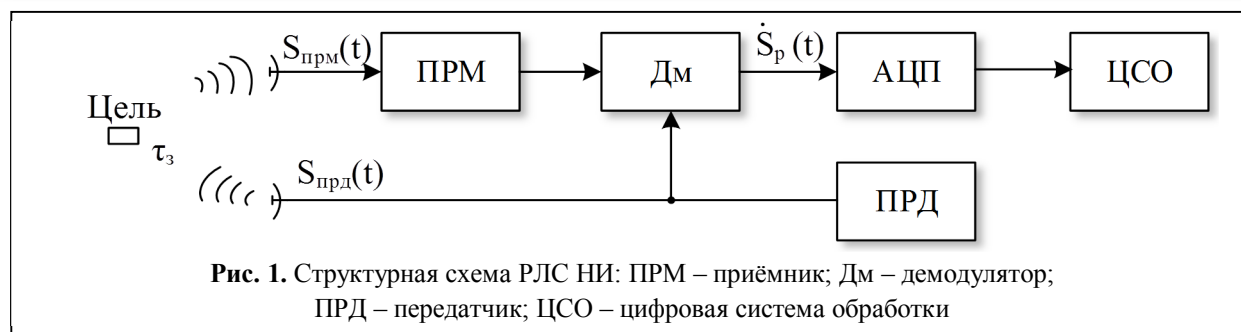 Sпрм(t)
ПРМ
Дм
Ṡр (t)
АЦП
ЦСО
Цель
τз
Sпрд(t)
ПРД
Рис. 1. Структурная схема РЛС НИ: ПРМ – приёмник; Дм – демодулятор;
ПРД – передатчик; ЦСО – цифровая система обработки